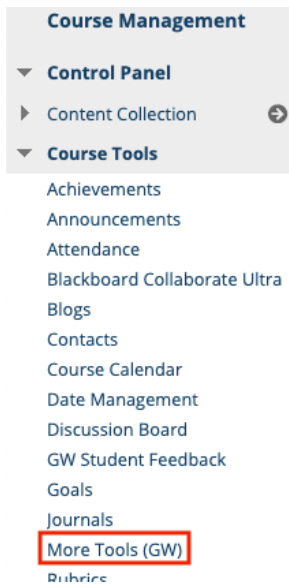 Course Management
Control Panel
Content Collection
Course Tools
Achievements
Announcements
Attendance
Blackboard Collaborate Ultra
Blogs
Contacts
Course Calendar
Date Management
Discussion Board
GW Student Feedback
Goals
Journals
More Tools (GW)
Rubrics